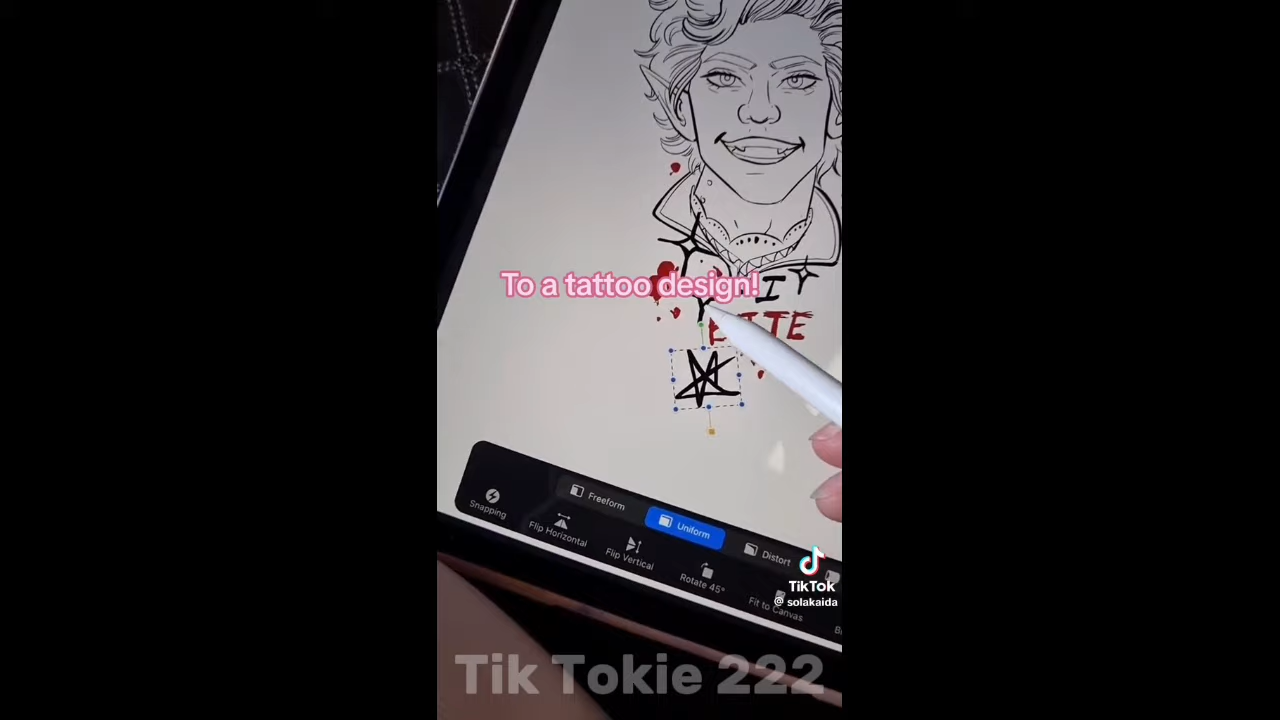 To a tattoo design!
BITE
Snapping
Freeform
Flip Horizontal
Uniform
Flip Vertical
Distort
Rotate 45°
Fit to Canvas
TikTok
@ solakaida
Tik Tokie 222